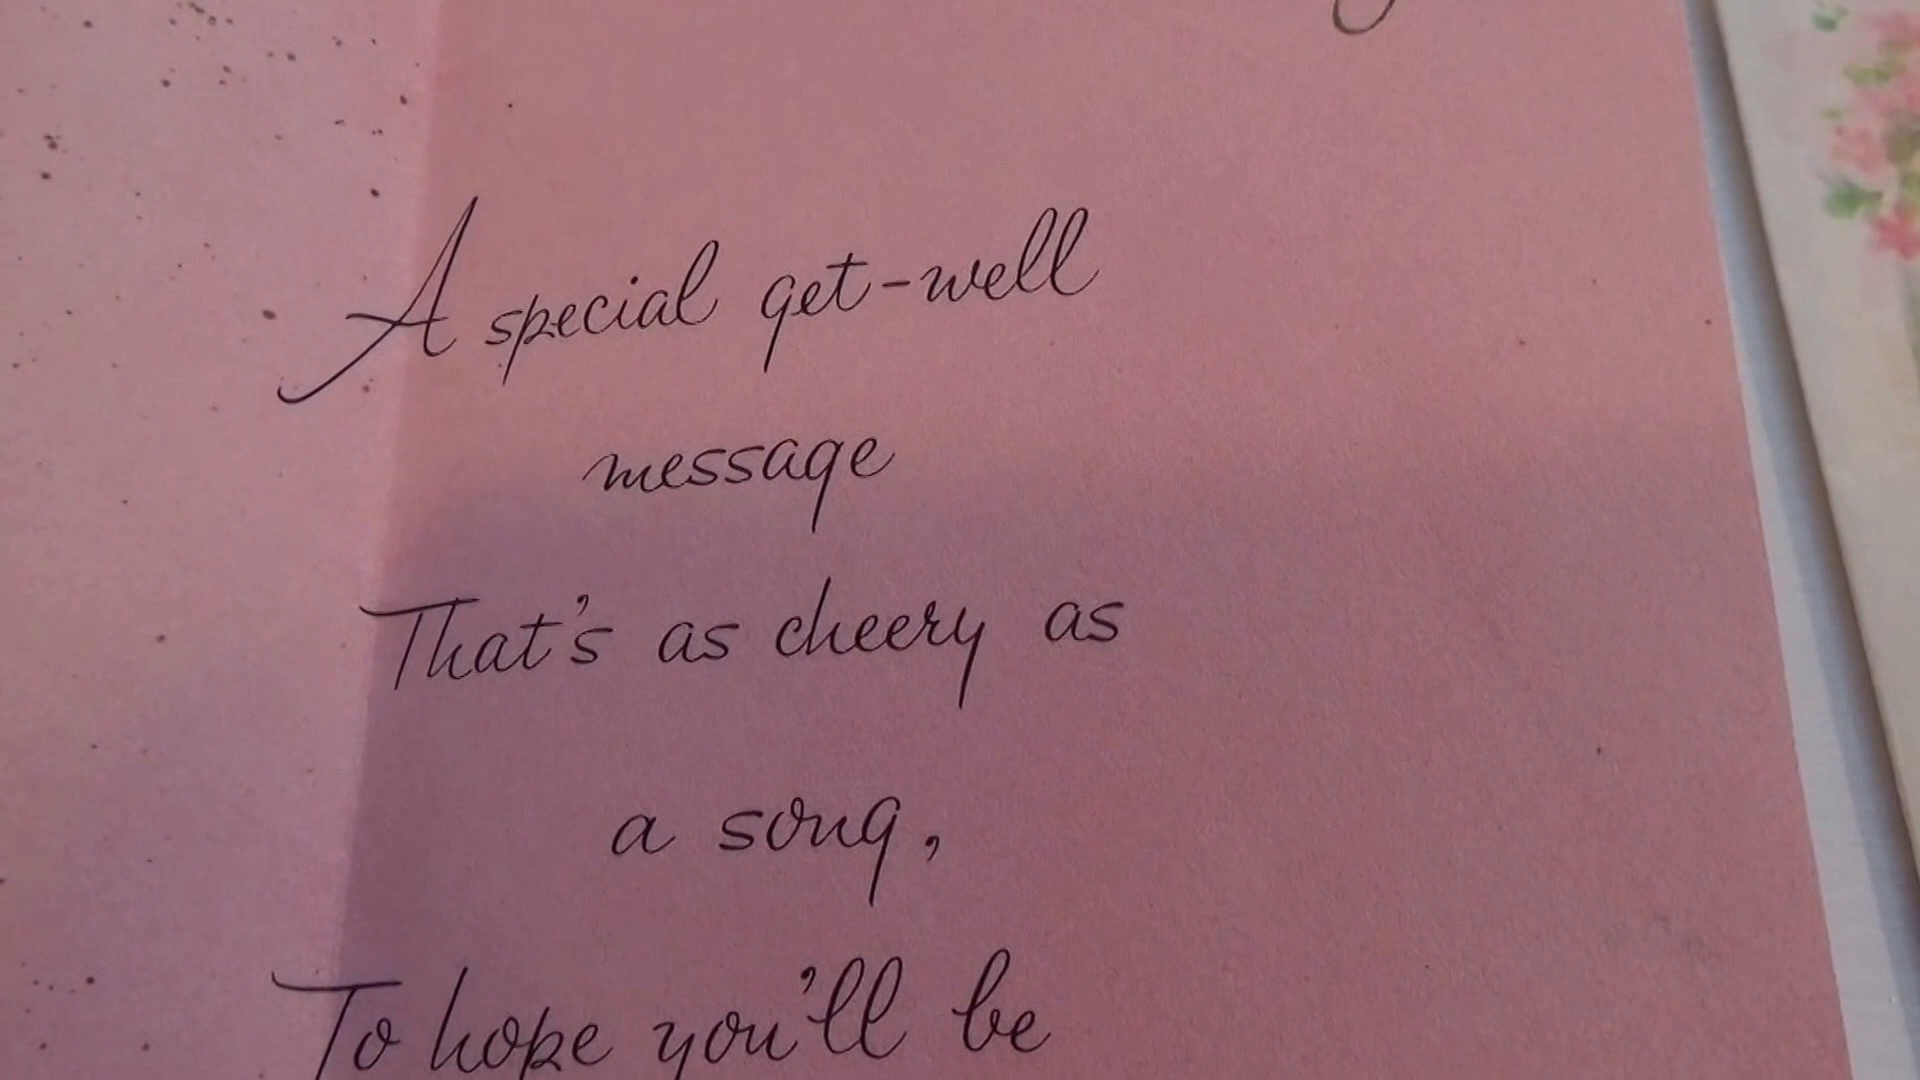 A special get-well
message
That's as cheery as
a song,
To hope you'll be